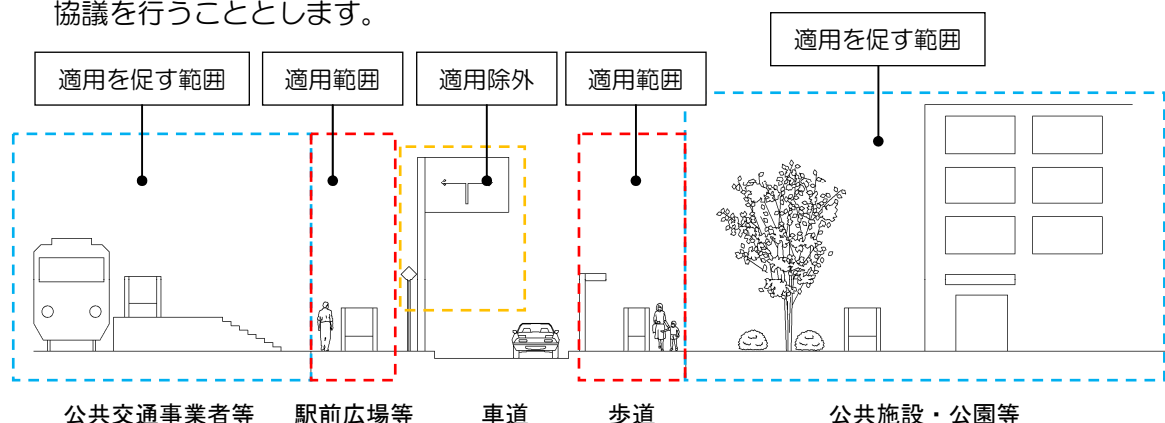 協議を行うこととします。
適用を促す範囲
適用範囲
適用除外
適用範囲
適用を促す範囲
公共交通事業者等
駅前広場等
車道
歩道
公共施設・公園等